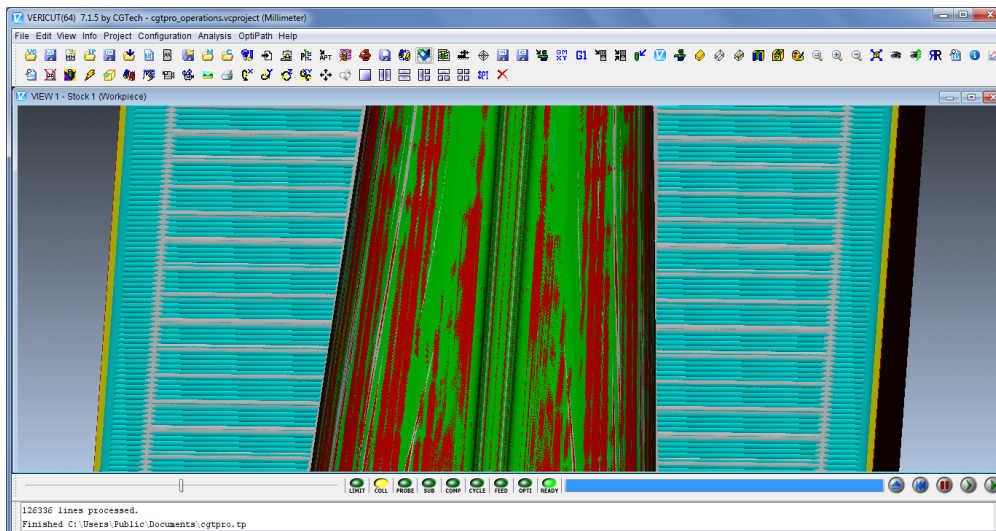 VERICUT(64) 7.1.5 by CGTech - cgtpro_operations.vcproject (Millimeter)
File Edit View Info Project Configuration Analysis OptiPath Help
G1
VIEW 1 - Stock 1 (Workpiece)
LIMIT COLL PROBE SUB COMP CYCLE FEED OPTI READY
126336 lines processed.
Finished C:\Users\Public\Documents\cgtpro.tp